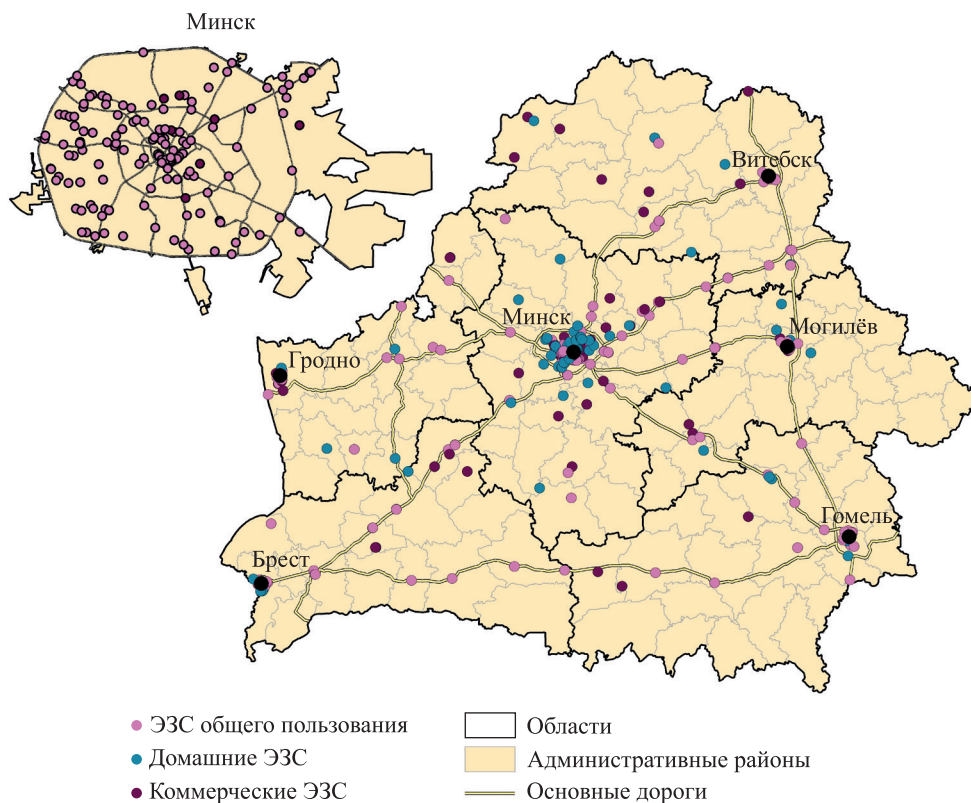 Минск
Витебск
Минск
Могилёв
Гродно
Гомель
Брест
ЭЗС общего пользования
Домашние ЭЗС
Коммерческие ЭЗС
Области
Административные районы
Основные дороги